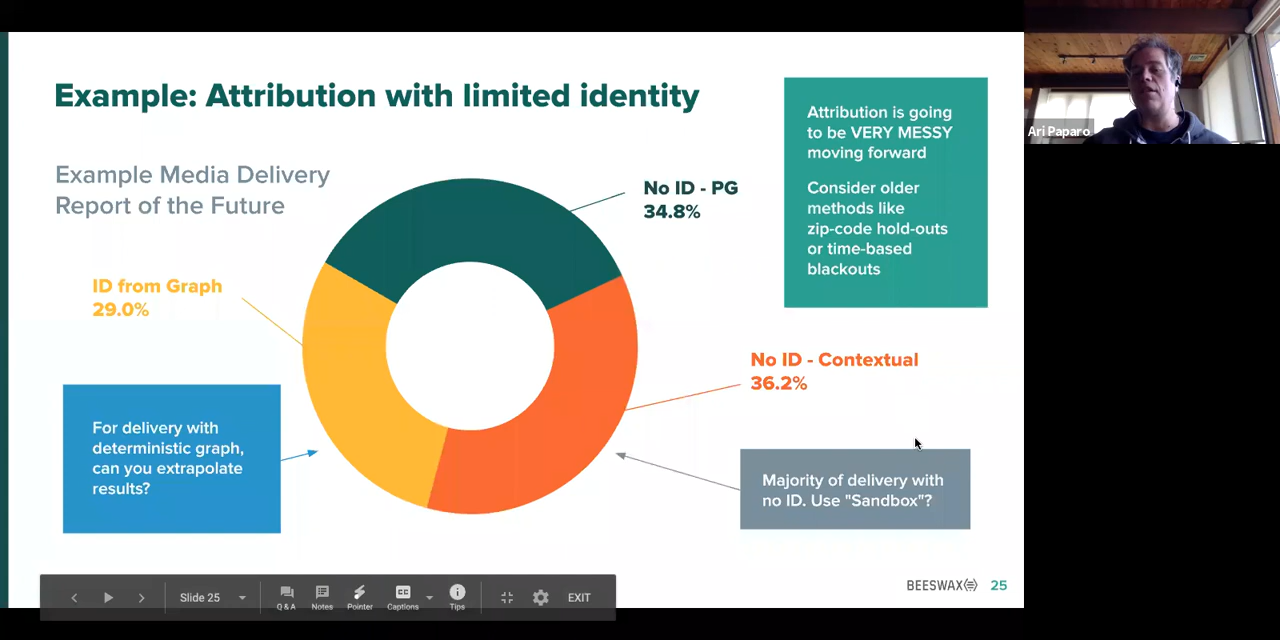 Example: Attribution with limited identity
Example Media Delivery
Report of the Future
No ID - PG
34.8%
ID from Graph
29.0%
No ID - Contextual
36.2%
Attribution is going
to be VERY MESSY
moving forward
Consider older
methods like
zip-code hold-outs
or time-based
blackouts
For delivery with
deterministic graph,
can you extrapolate
results?
Majority of delivery with
no ID. Use "Sandbox"?
BEESWAX 25
Slide 25
Q & A
Notes
Pointer
CC
Captions
Tips
EXIT
Ari Paparo